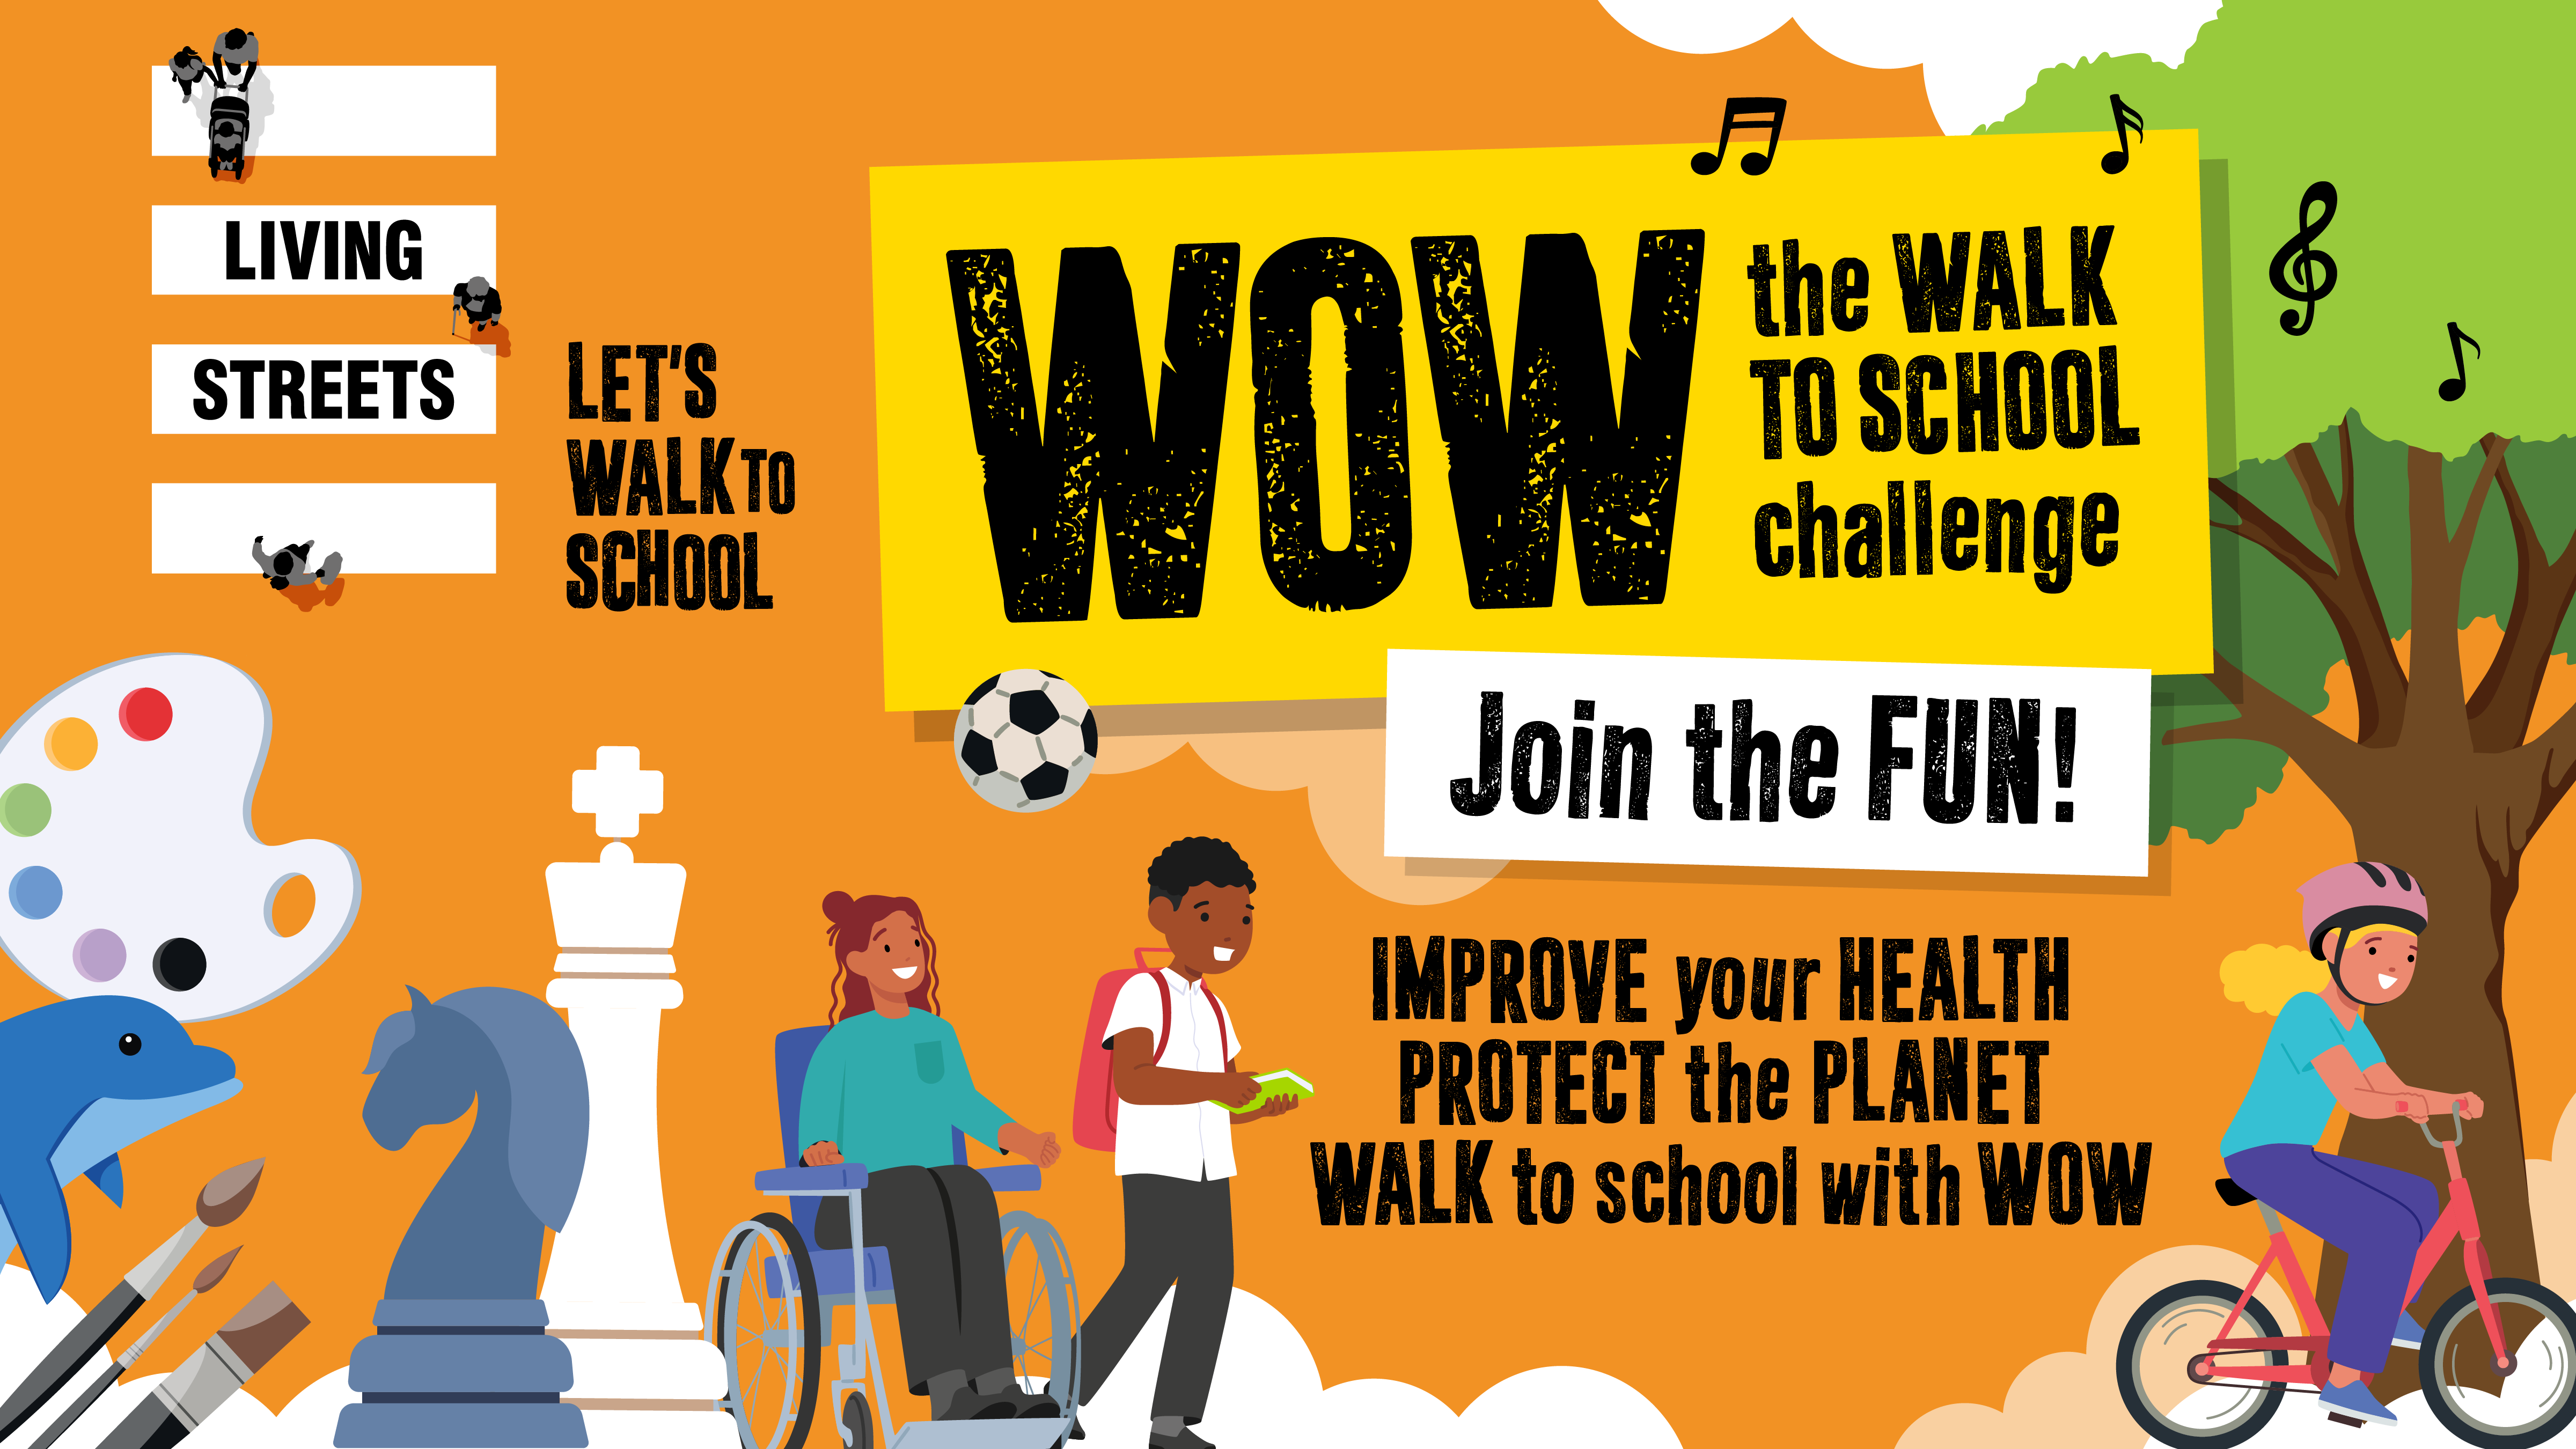 LIVING
STREETS
LET'S
WALK TO
SCHOOL
WOW
the WALK
TO SCHOOL
challenge
Join the FUN!
IMPROVE your HEALTH
PROTECT the PLANET
WALK to school with WOW